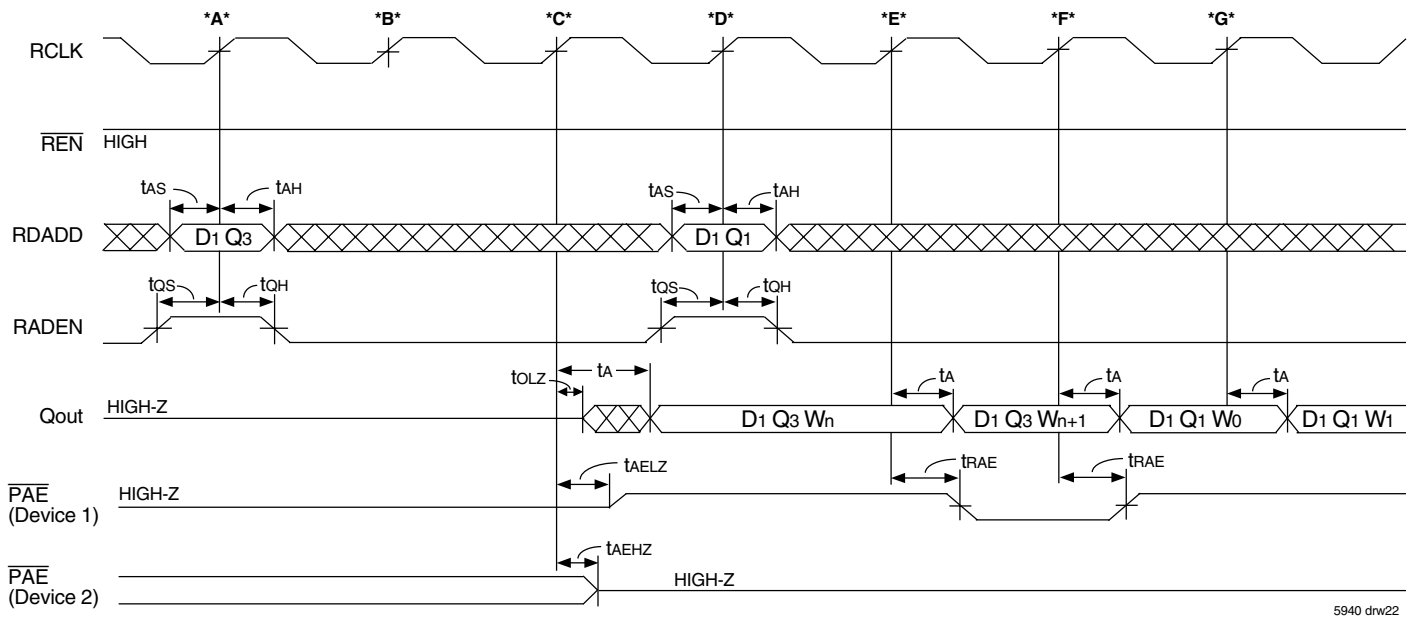 *A* *B* *C* *D* *E* *F* *G*
RCLK
REN HIGH
tAS tAH tAS tAH
RDADD D1 Q3 D1 Q1
tQS tQH tQS tQH
RADEN
tOLZ tA tA tA tA
Qout HIGH-Z D1 Q3 Wn D1 Q3 Wn+1 D1 Q1 W0 D1 Q1 W1
tAELZ tRAE tRAE
PAE HIGH-Z
(Device 1)
tAEHZ
PAE HIGH-Z
(Device 2)
5940 drw22